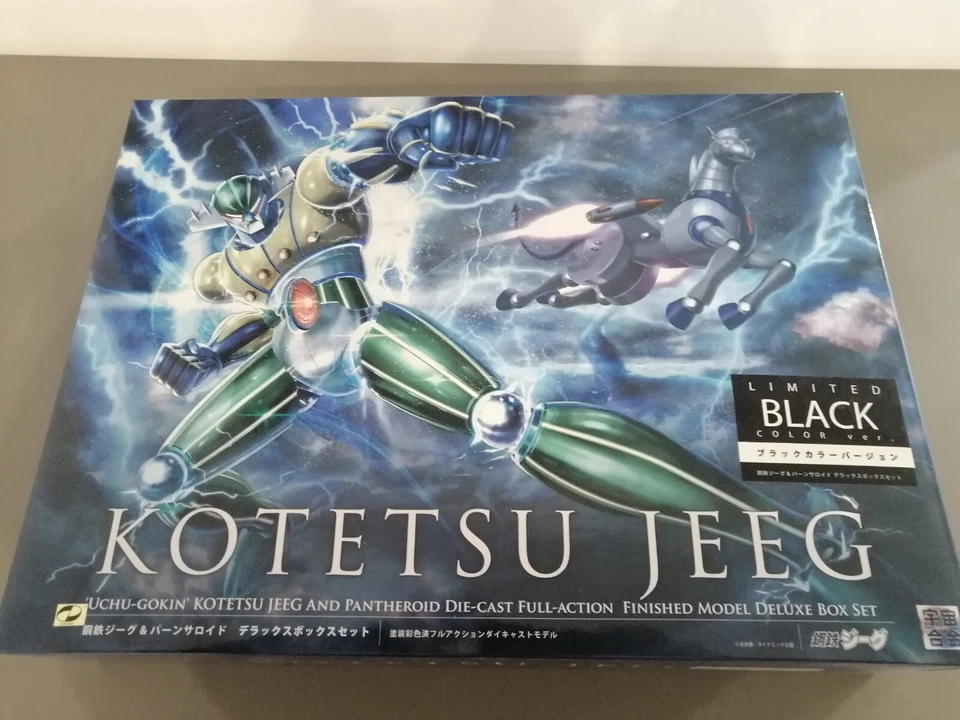 LIMITED
BLACK
COLOR ver.
ブラックカラーバージョン
鋼鉄ジーグ&パーンサロイド デラックスボックスセット
KOTETSU JEEG
'UCHU-GOKIN' KOTETSU JEEG AND PANTHEROID DIE-CAST FULL-ACTION FINISHED MODEL DELUXE BOX SET
鋼鉄ジーグ&パーンサロイド デラックスボックスセット
塗装彩色済フルアクションダイキャストモデル
鋼鉄ジーグ
宇宙
合金